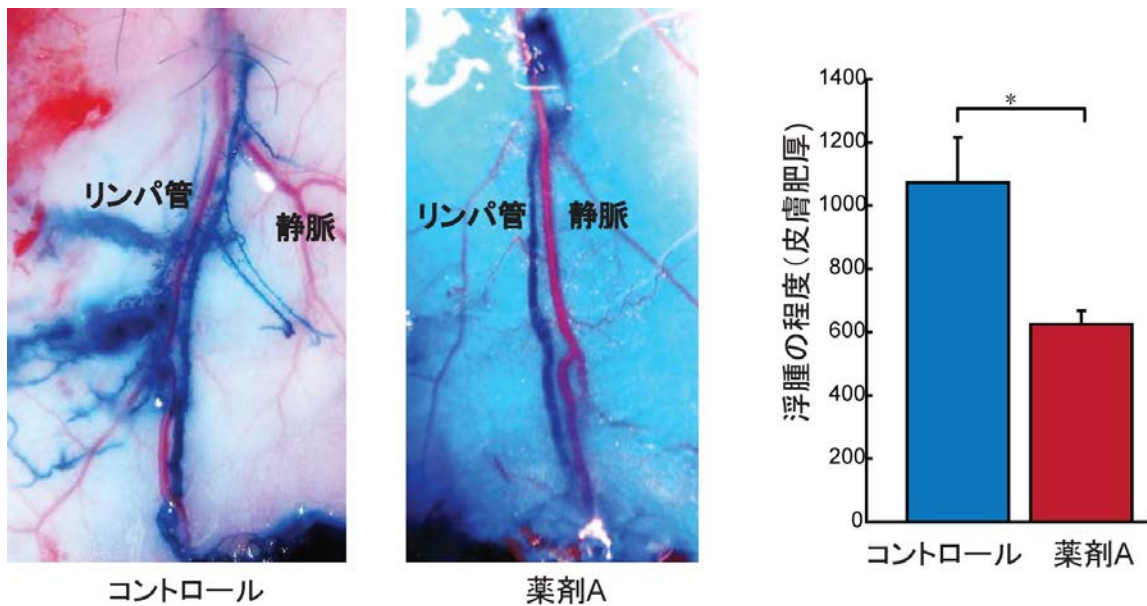 リンパ管
静脈
コントロール
リンパ管
静脈
薬剤A
浮腫の程度(皮膚肥厚)
1400
1200
1000
800
600
400
200
0
*
コントロール
薬剤A